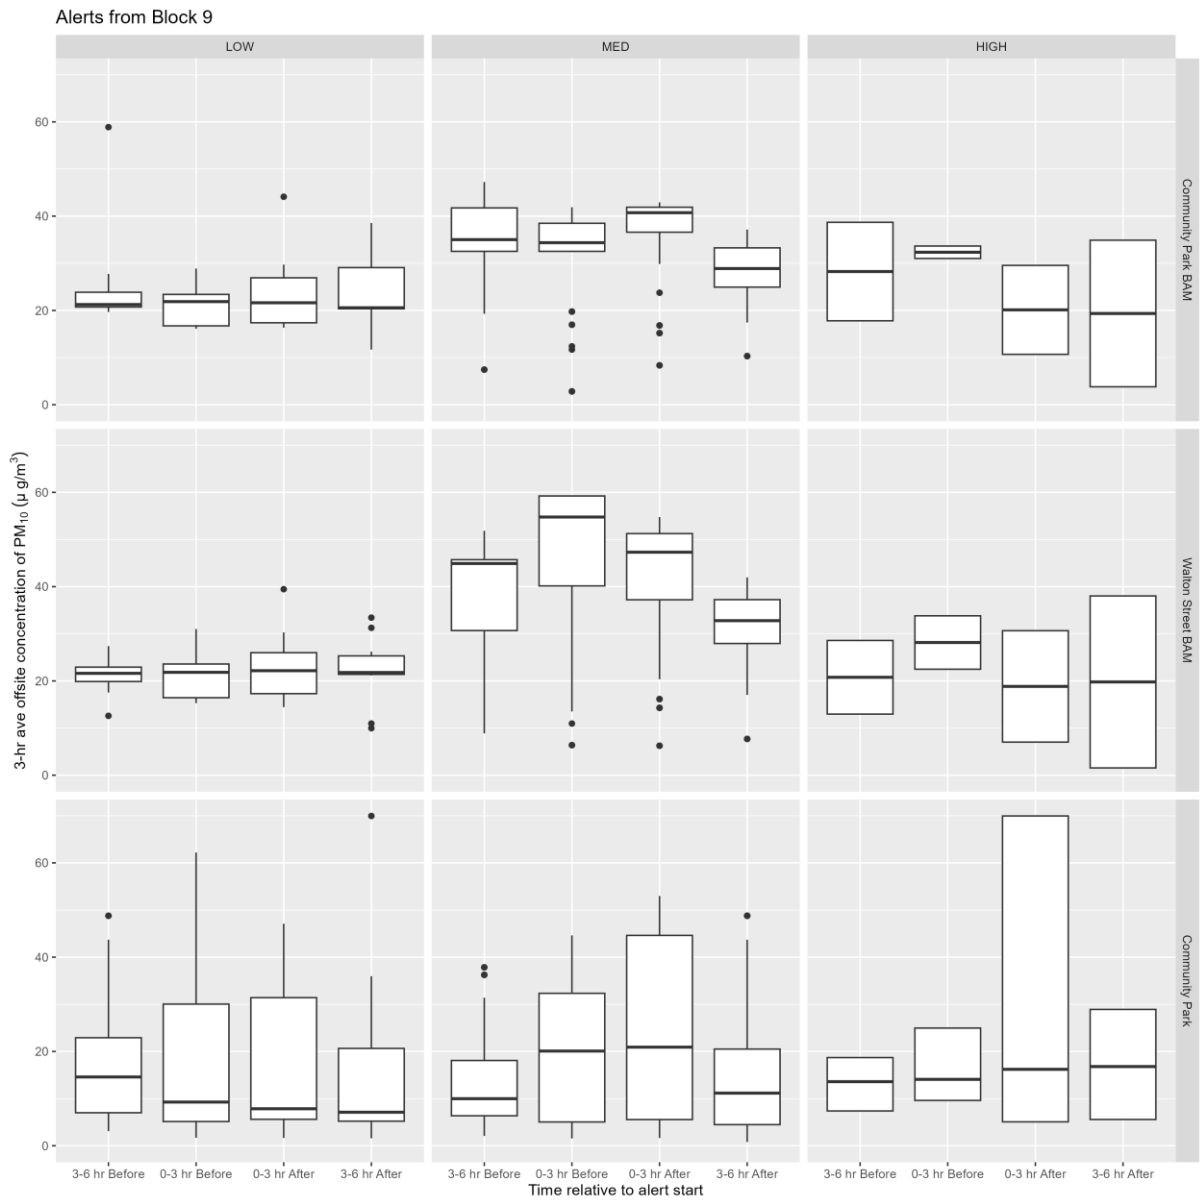 Alerts from Block 9
LOW MED HIGH
60
40
20
0
Community Park BAM
60
40
20
0
Walton Street BAM
60
40
20
0
Community Park
3-hr ave offsite concentration of PM₁₀ (μ g/m³)
3-6 hr Before 0-3 hr Before 0-3 hr After 3-6 hr After 3-6 hr Before 0-3 hr Before 0-3 hr After 3-6 hr After 3-6 hr Before 0-3 hr Before 0-3 hr After 3-6 hr After
Time relative to alert start